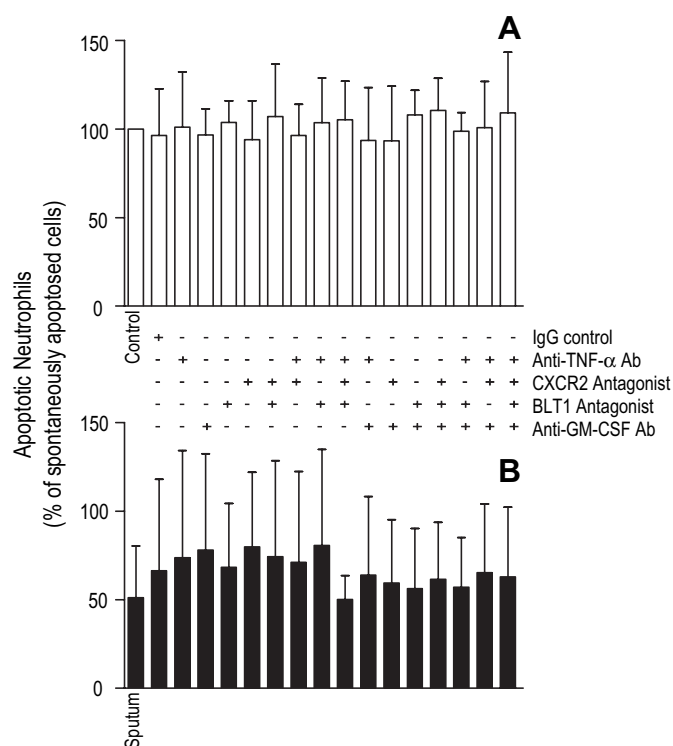 A
150
100
50
0
Apoptotic Neutrophils
(% of spontaneously apoptosed cells)
Control
+ - - - - - - - - - - - - - - - IgG control
- + - - - - + + + + - - - + + + Anti-TNF-α Ab
- - - - + + + - + - + - + - + + CXCR2 Antagonist
- - - + - + - + + - - + + + - + BLT1 Antagonist
- - + - - - - - - + + + + + + + Anti-GM-CSF Ab
B
150
100
50
0
Sputum